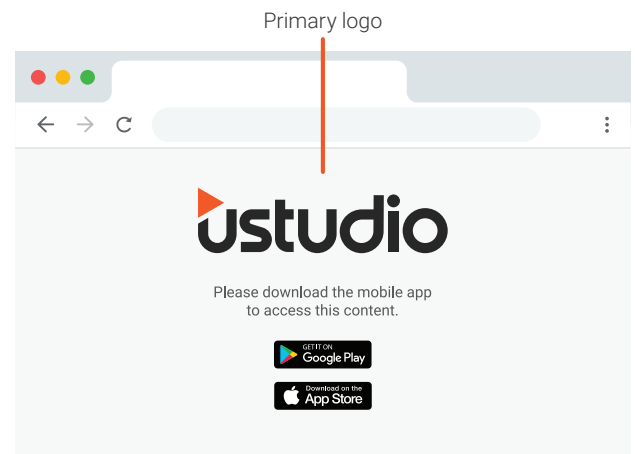 Primary logo
ustudio
Please download the mobile app
to access this content.
GET IT ON
Google Play
Download on the
App Store